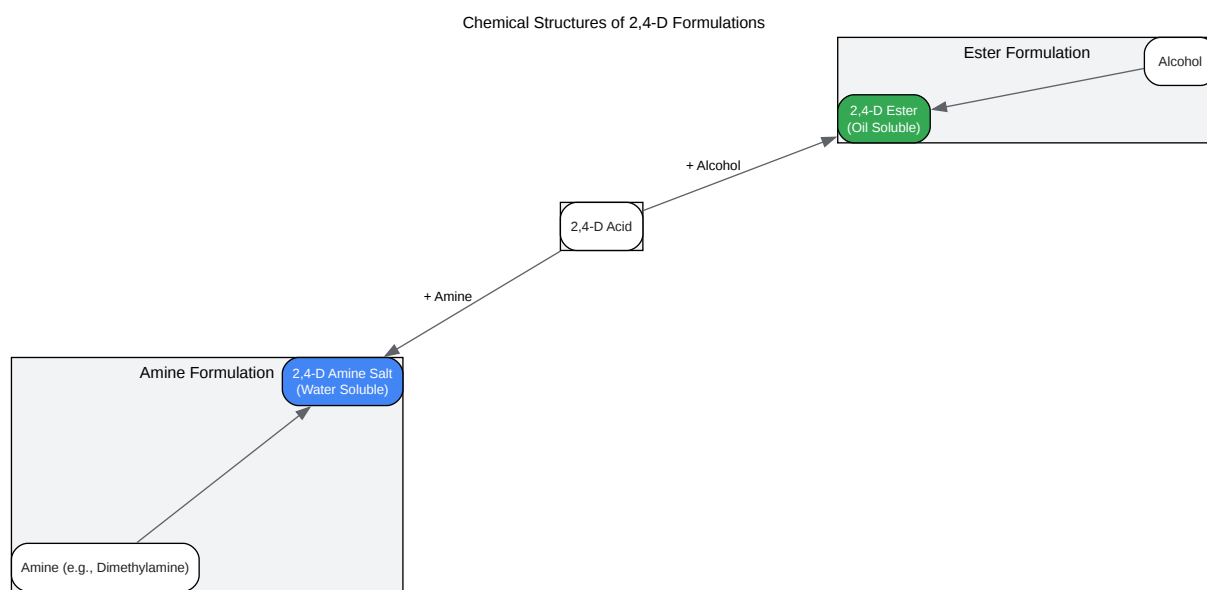 Chemical Structures of 2,4-D Formulations
Ester Formulation
Alcohol
2,4-D Ester
(Oil Soluble)
+ Alcohol
2,4-D Acid
+ Amine
Amine Formulation
2,4-D Amine Salt
(Water Soluble)
Amine (e.g., Dimethylamine)